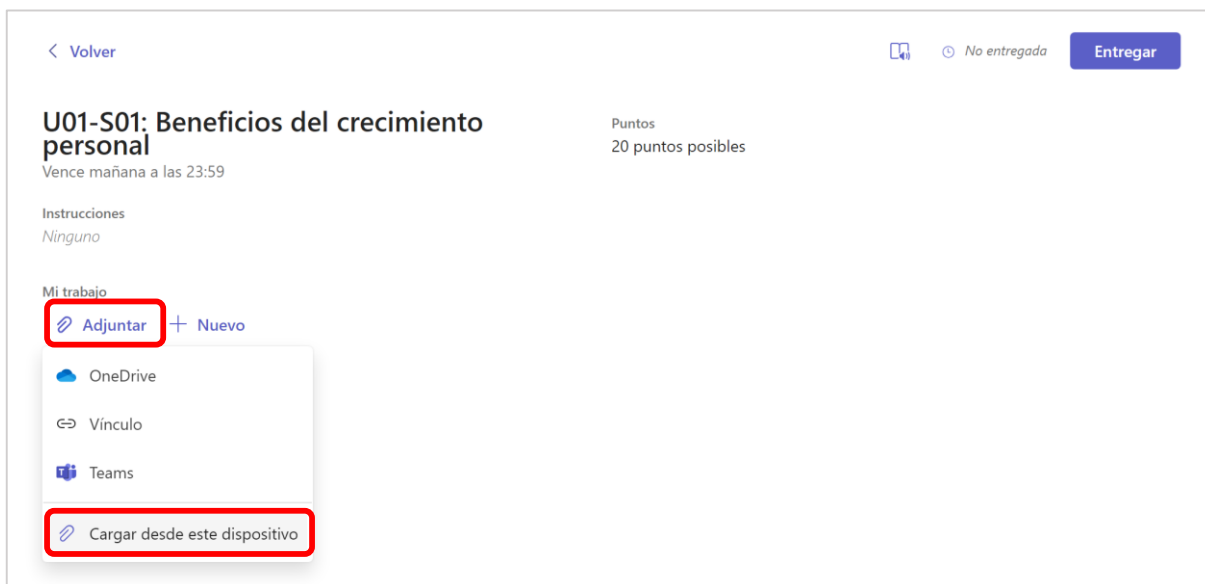 Volver
No entregada
Entregar
U01-S01: Beneficios del crecimiento
personal
Vence mañana a las 23:59
Puntos
20 puntos posibles
Instrucciones
Ninguno
Mi trabajo
Adjuntar
Nuevo
OneDrive
Vínculo
Teams
Cargar desde este dispositivo